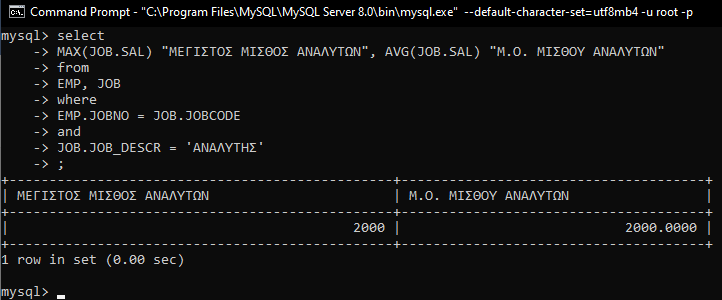 Command Prompt - "C:\Program Files\MySQL\MySQL Server 8.0\bin\mysql.exe" --default-character-set=utf8mb4 -u root -p
mysql> select
    -> MAX(JOB.SAL) "ΜΕΓΙΣΤΟΣ ΜΙΣΘΟΣ ΑΝΑΛΥΤΩΝ", AVG(JOB.SAL) "Μ.Ο. ΜΙΣΘΟΥ ΑΝΑΛΥΤΩΝ"
    -> from
    -> EMP, JOB
    -> where
    -> EMP.JOBNO = JOB.JOBCODE
    -> and
    -> JOB.JOB_DESCR = 'ΑΝΑΛΥΤΗΣ'
    -> ;
+-----------------------------------------------+-------------------------------------+
| ΜΕΓΙΣΤΟΣ ΜΙΣΘΟΣ ΑΝΑΛΥΤΩΝ                      | Μ.Ο. ΜΙΣΘΟΥ ΑΝΑΛΥΤΩΝ                |
+-----------------------------------------------+-------------------------------------+
|                                          2000 |                           2000.0000 |
+-----------------------------------------------+-------------------------------------+
1 row in set (0.00 sec)
mysql>